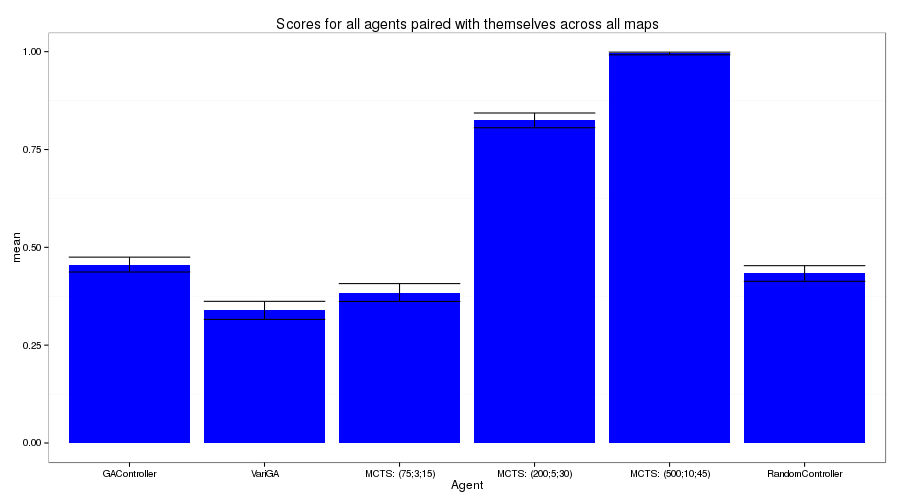 Scores for all agents paired with themselves across all maps
1.00
0.75
0.50
0.25
0.00
mean
GAController
VariGA
MCTS: (75;3;15)
MCTS: (200;5;30)
MCTS: (500;10;45)
RandomController
Agent